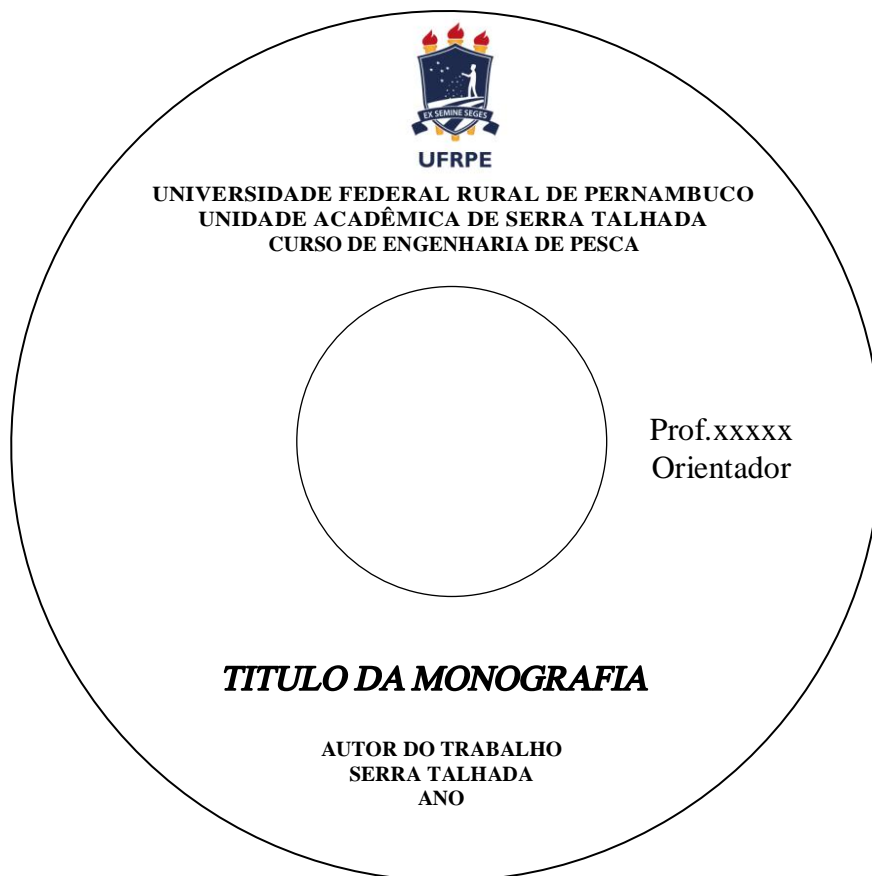 EX SEMINE SEGES
UFRPE
UNIVERSIDADE FEDERAL RURAL DE PERNAMBUCO
UNIDADE ACADÊMICA DE SERRA TALHADA
CURSO DE ENGENHARIA DE PESCA
Prof.xxxxx
Orientador
TITULO DA MONOGRAFIA
AUTOR DO TRABALHO
SERRA TALHADA
ANO